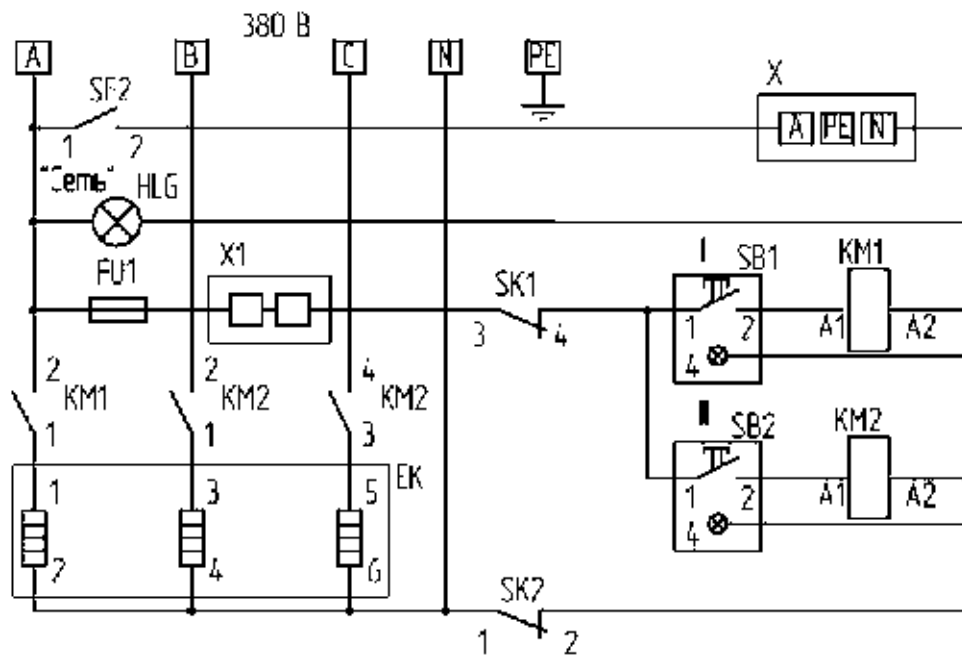 380 В
A B C N PE
SF2 X
1 2 A PE N
"Сеть" HLG
FU1 X1 SK1 I SB1 KM1
3 4 1 2 A1 A2
4
2 KM1 2 KM2 4 KM2
1 1 3
II SB2 KM2
EK
1 3 5 1 2 A1 A2
4
2 4 6
SK2
1 2